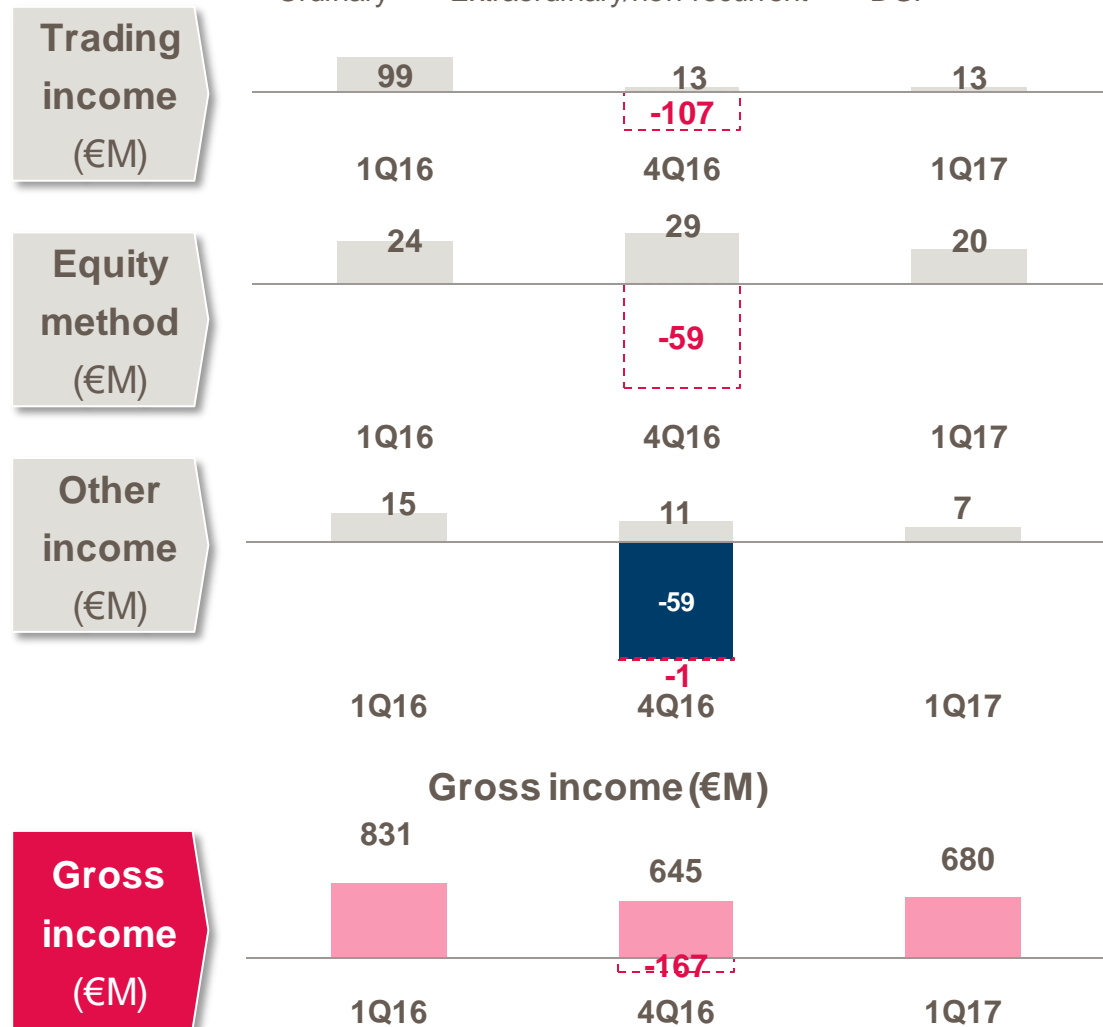 Trading
income
(€M)
99
13
13
-107
1Q16
4Q16
1Q17
Equity
method
(€M)
24
29
20
-59
1Q16
4Q16
1Q17
Other
income
(€M)
15
11
7
-59
-1
1Q16
4Q16
1Q17
Gross income (€M)
Gross
income
(€M)
831
645
680
-167
1Q16
4Q16
1Q17